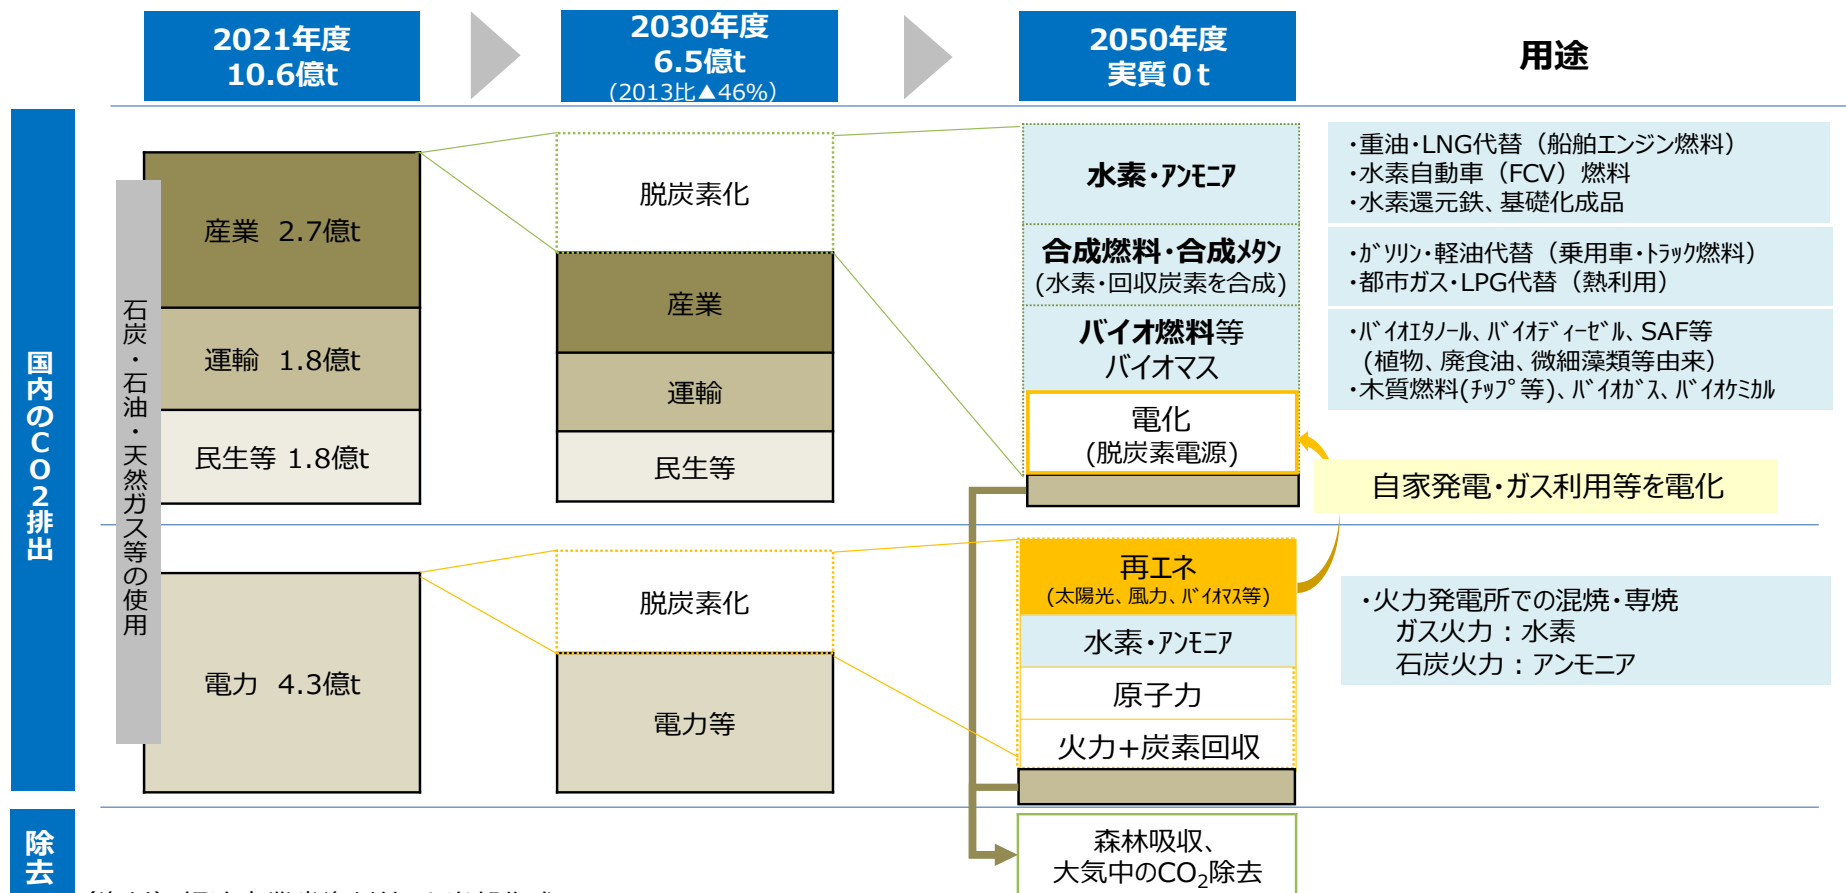 2021年度
10.6億t
2030年度
6.5億t
(2013比▲46%)
2050年度
実質0t
用途
国内のCO2排出
石炭・石油・天然ガス等の使用
産業 2.7億t
運輸 1.8億t
民生等 1.8億t
脱炭素化
産業
運輸
民生等
水素・アンモニア
合成燃料・合成メタン
(水素・回収炭素を合成)
バイオ燃料等
バイオマス
電化
(脱炭素電源)
・重油・LNG代替（船舶エンジン燃料）
・水素自動車（FCV）燃料
・水素還元鉄、基礎化成品
・ガソリン・軽油代替（乗用車・トラック燃料）
・都市ガス・LPG代替（熱利用）
・バイオエタノール、バイオディーゼル、SAF等
(植物、廃食油、微細藻類等由来)
・木質燃料(チップ等)、バイオガス、バイオケミカル
自家発電・ガス利用等を電化
電力 4.3億t
脱炭素化
電力等
再エネ
(太陽光、風力、バイオマス等)
水素・アンモニア
原子力
火力+炭素回収
・火力発電所での混焼・専焼
ガス火力：水素
石炭火力：アンモニア
除去
森林吸収、
大気中のCO2除去